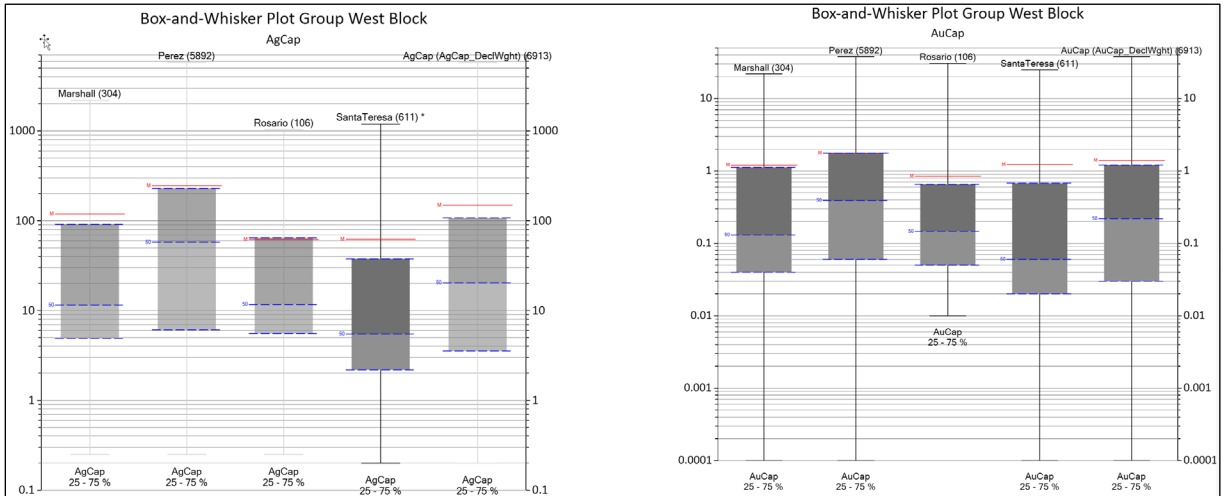 Box-and-Whisker Plot Group West Block
AgCap
Perez (5892)
AgCap (AgCap_DeclWght) (6913)
Marshall (304)
Rosario (106)
SantaTeresa (611) *
1000
1000
M
M
M
M
M
100
100
50
50
50
50
50
10
10
1
1
0.1
0.1
AgCap
25 - 75 %
AgCap
25 - 75 %
AgCap
25 - 75 %
AgCap
25 - 75 %
AgCap
25 - 75 %
Box-and-Whisker Plot Group West Block
AuCap
Perez (5892)
Rosario (106)
AuCap (AuCap_DeclWght) (6913)
Marshall (304)
SantaTeresa (611)
10
10
M
M
M
M
M
1
1
50
50
50
50
50
0.1
0.1
0.01
0.01
AuCap
25 - 75 %
0.001
0.001
0.0001
0.0001
AuCap
25 - 75 %
AuCap
25 - 75 %
AuCap
25 - 75 %
AuCap
25 - 75 %